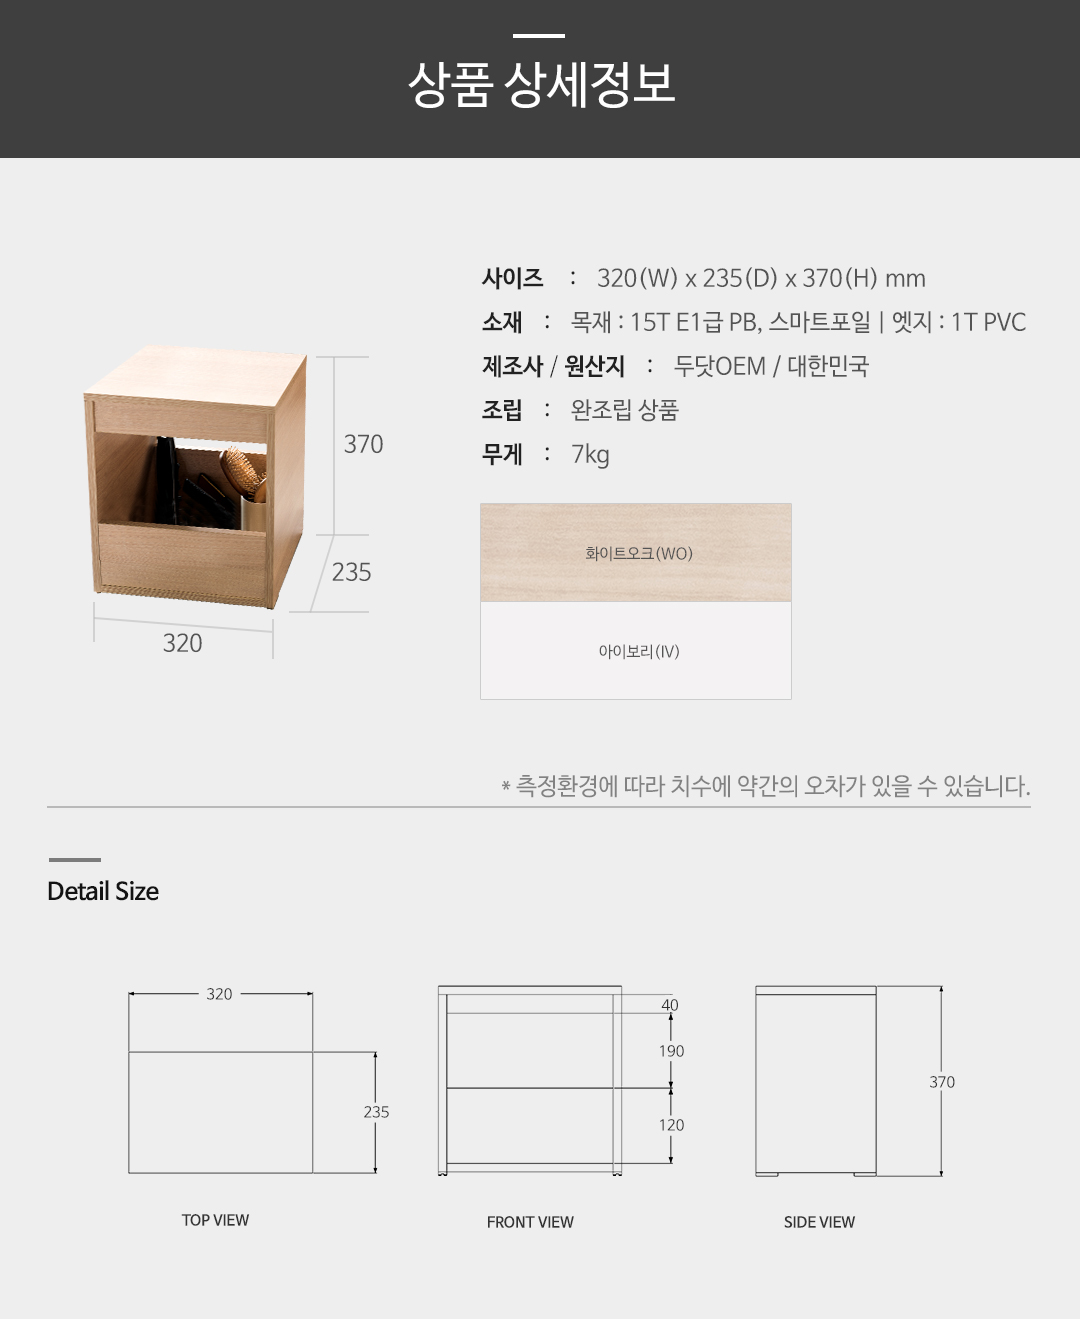 상품 상세정보
사이즈 : 320(W) x 235(D) x 370(H) mm
소재 : 목재 : 15T E1급 PB, 스마트포일 | 엣지 : 1T PVC
제조사 / 원산지 : 두닷OEM / 대한민국
조립 : 완조립 상품
무게 : 7kg
370
235
320
화이트오크(WO)
아이보리(IV)
* 측정환경에 따라 치수에 약간의 오차가 있을 수 있습니다.
Detail Size
320
235
TOP VIEW
40
190
120
FRONT VIEW
370
SIDE VIEW